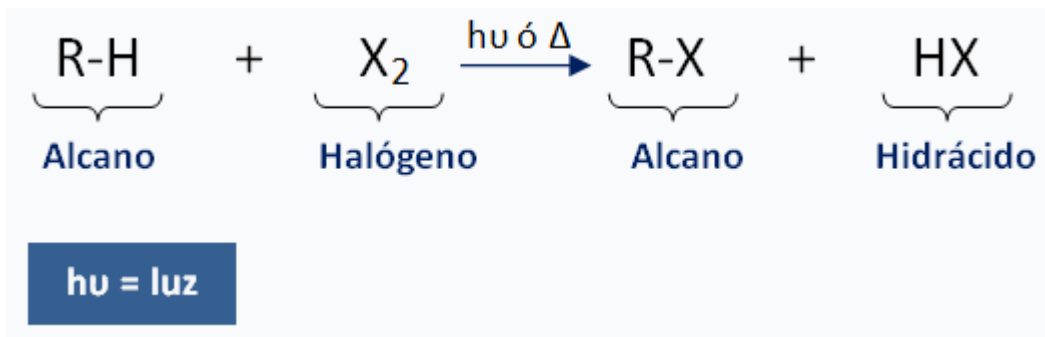 R-H + X₂ hυ ó Δ R-X + HX
Alcano Halógeno Alcano Hidrácido
hυ = luz